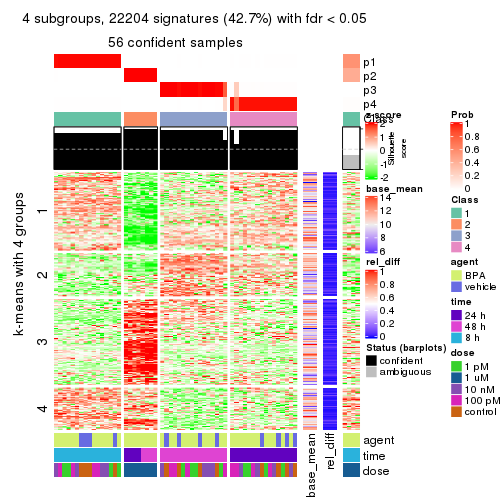 4 subgroups, 22204 signatures (42.7%) with fdr < 0.05
56 confident samples
p1
p2
p3
p4
Class
Silhouette
score
k-means with 4 groups
1
2
3
4
agent
time
dose
base_mean
rel_diff
z-score
2
1
0
-1
-2
base_mean
14
12
10
8
6
rel_diff
1
0.8
0.6
0.4
0.2
0
Status (barplots)
confident
ambiguous
Prob
1
0.8
0.6
0.4
0.2
0
Class
1
2
3
4
agent
BPA
vehicle
time
24 h
48 h
8 h
dose
1 pM
1 uM
10 nM
100 pM
control